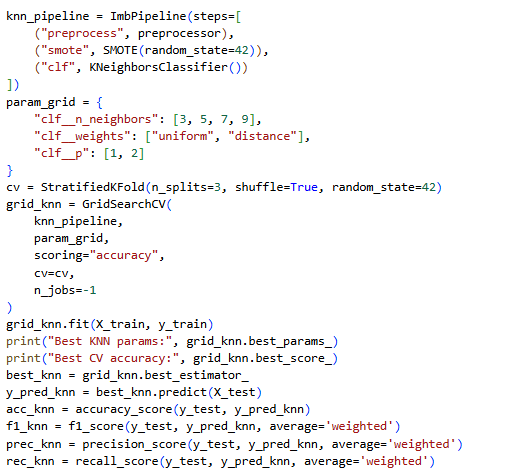 knn_pipeline = ImbPipeline(steps=[
    ("preprocess", preprocessor),
    ("smote", SMOTE(random_state=42)),
    ("clf", KNeighborsClassifier())
])
param_grid = {
    "clf__n_neighbors": [3, 5, 7, 9],
    "clf__weights": ["uniform", "distance"],
    "clf__p": [1, 2]
}
cv = StratifiedKFold(n_splits=3, shuffle=True, random_state=42)
grid_knn = GridSearchCV(
    knn_pipeline,
    param_grid,
    scoring="accuracy",
    cv=cv,
    n_jobs=-1
)
grid_knn.fit(X_train, y_train)
print("Best KNN params:", grid_knn.best_params_)
print("Best CV accuracy:", grid_knn.best_score_)
best_knn = grid_knn.best_estimator_
y_pred_knn = best_knn.predict(X_test)
acc_knn = accuracy_score(y_test, y_pred_knn)
f1_knn = f1_score(y_test, y_pred_knn, average='weighted')
prec_knn = precision_score(y_test, y_pred_knn, average='weighted')
rec_knn = recall_score(y_test, y_pred_knn, average='weighted')